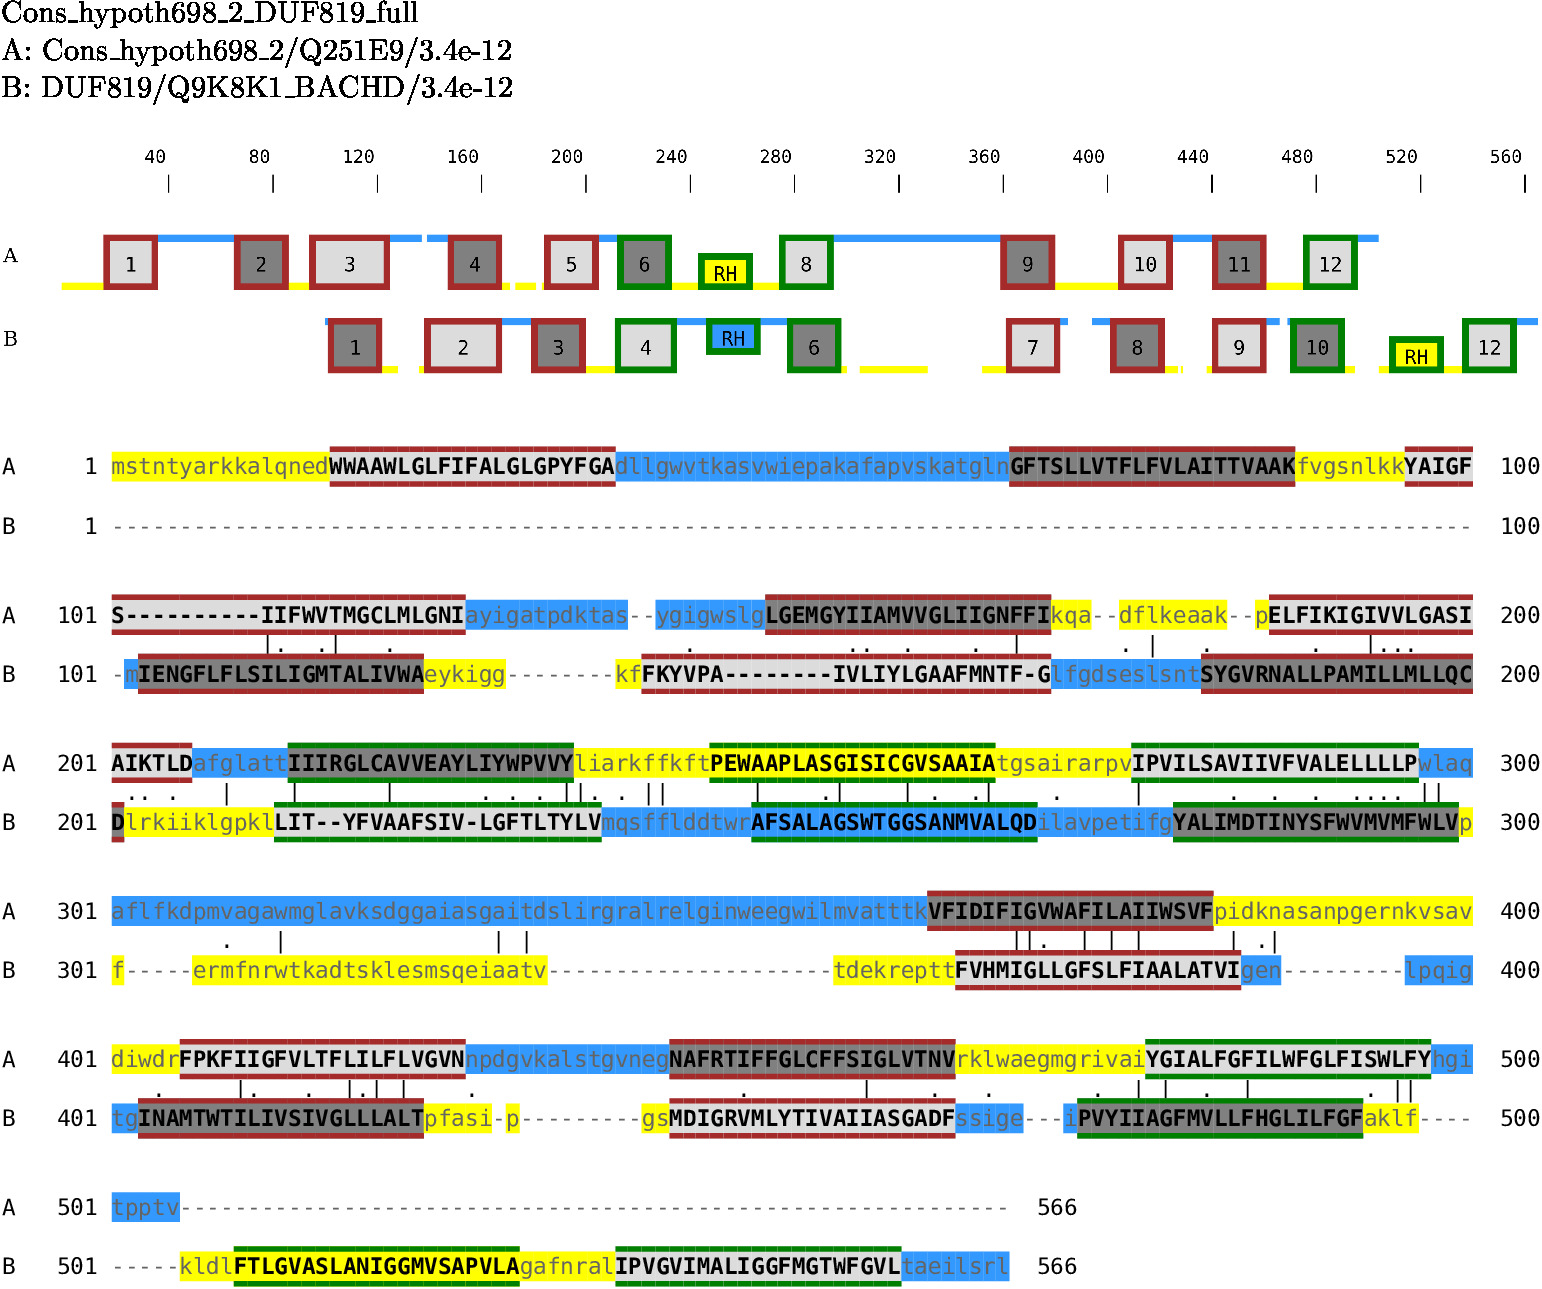 Cons_hypoth698_2_DUF819_full
A: Cons_hypoth698_2/Q251E9/3.4e-12
B: DUF819/Q9K8K1_BACHD/3.4e-12
40 80 120 160 200 240 280 320 360 400 440 480 520 560
A 1 2 3 4 5 6 RH 8 9 10 11 12
B 1 2 3 4 RH 6 7 8 9 10 RH 12
A 1 mstntyarkkalqnedWWAAWLGLFIFALGLGPYFGAdllgwvtkasvwiepakafapvskatglnGFTSLLVTFLFVLAITTVAAKfvgsnlkkYAIGF 100
B 1 ---------------------------------------------------------------------------------------------------- 100
A 101 S----------IIFWVTMGCLMLGNIayigatpdktas--ygigwslgLGEMGYIIAMVVGLIIGNFFIkqa--dflkeaak--pELFIKIGIVVLGASI 200
B 101 -mIENGFLFLSILIGMTALIVWAeykigg--------kfFKYVPA--------IVLIYLGAAFMNTF-GlfgdseslsntSYGVRNALLPAMILLMLLQC 200
A 201 AIKTLDafglattIIIRGLCAVVEAYLIYWPVVYliarkffkftPEWAAPLASGISICGVSAAIAtgsairarpvIPVILSAVIIVFVALELLLLPwlaq 300
B 201 DlrkiiklgpklLIT--YFVAAFSIV-LGFTLTYLVmqsfflddtwrAFSALAGSWTGGSANMVALQDilavpetifgYALIMDTINYSFWVMVMFWLVp 300
A 301 aflfkdpmvagawmglavksdggaiasgaitdslirgralrelginweegwilmvatttkVFIDIFIGVWAFILAIIWSVFpidknasanpgernkvsav 400
B 301 f-----ermfnrwtkadtsklesmsqeiaatv---------------------tdekrepttFVHMIGLLGFSLFIAALATVIgen---------lpqig 400
A 401 diwdrFPKFIIGFVLTFLILFLVGVNnpdgvkalstgvnegNAFRTIFFGLCFFSIGLVTNVrklwaegmgrivaiYGIALFGFILWFGLFISWLFYhgi 500
B 401 tgINAMTWTILIVSIVGLLLALTpfasi-p---------gsMDIGRVMLYTIVAIIASGADFssige---iPVYIIAGFMVLLFHGLILFGFaklf---- 500
A 501 tpptv------------------------------------------------------------- 566
B 501 -----kldlFTLGVASLANIGGMVSAPVLAgafnralIPVGVIMALIGGFMGTWFGVLtaeilsrl 566